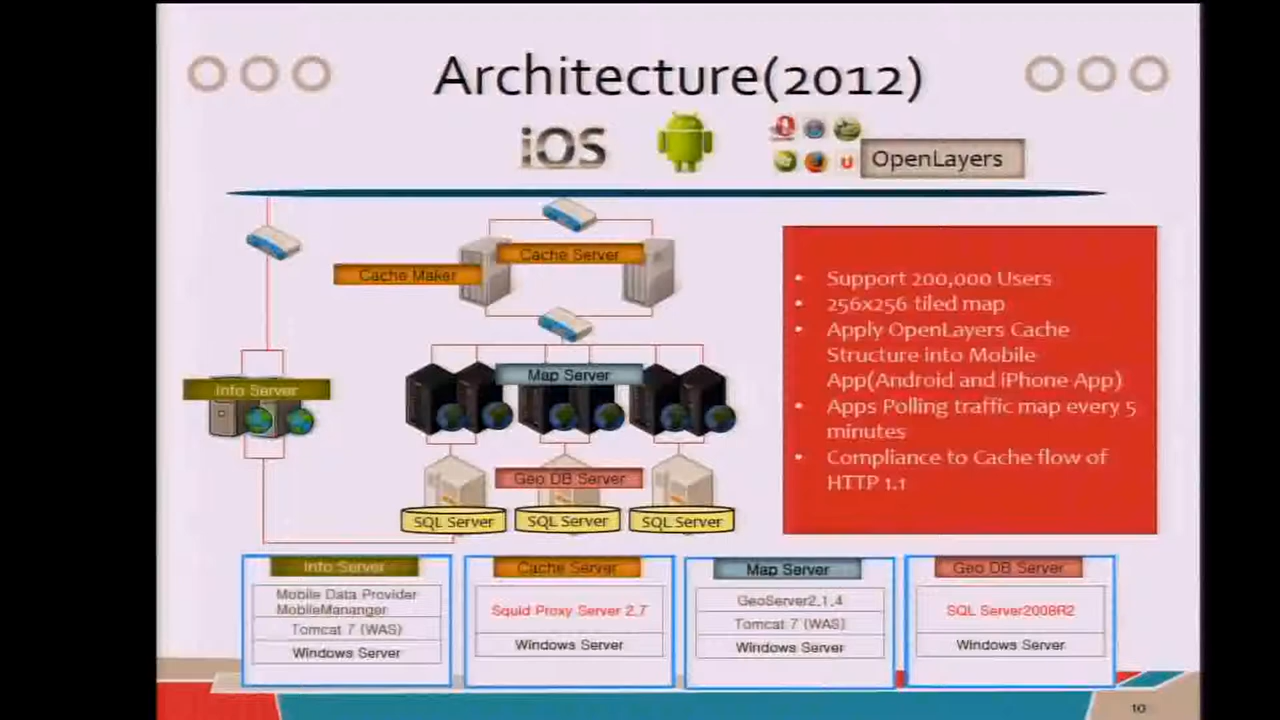 Architecture(2012)
iOS
OpenLayers
Cache Server
Cache Maker
Info Server
Map Server
Geo DB Server
SQL Server
SQL Server
SQL Server
• Support 200,000 Users
• 256x256 tiled map
• Apply OpenLayers Cache
Structure into Mobile
App(Android and iPhone App)
• Apps Polling traffic map every 5
minutes
• Compliance to Cache flow of
HTTP 1.1
Info Server
Mobile Data Provider
MobileMananger
Tomcat 7 (WAS)
Windows Server
Cache Server
Squid Proxy Server 2.7
Windows Server
Map Server
GeoServer2.1.4
Tomcat 7 (WAS)
Windows Server
Geo DB Server
SQL Server2008R2
Windows Server
10